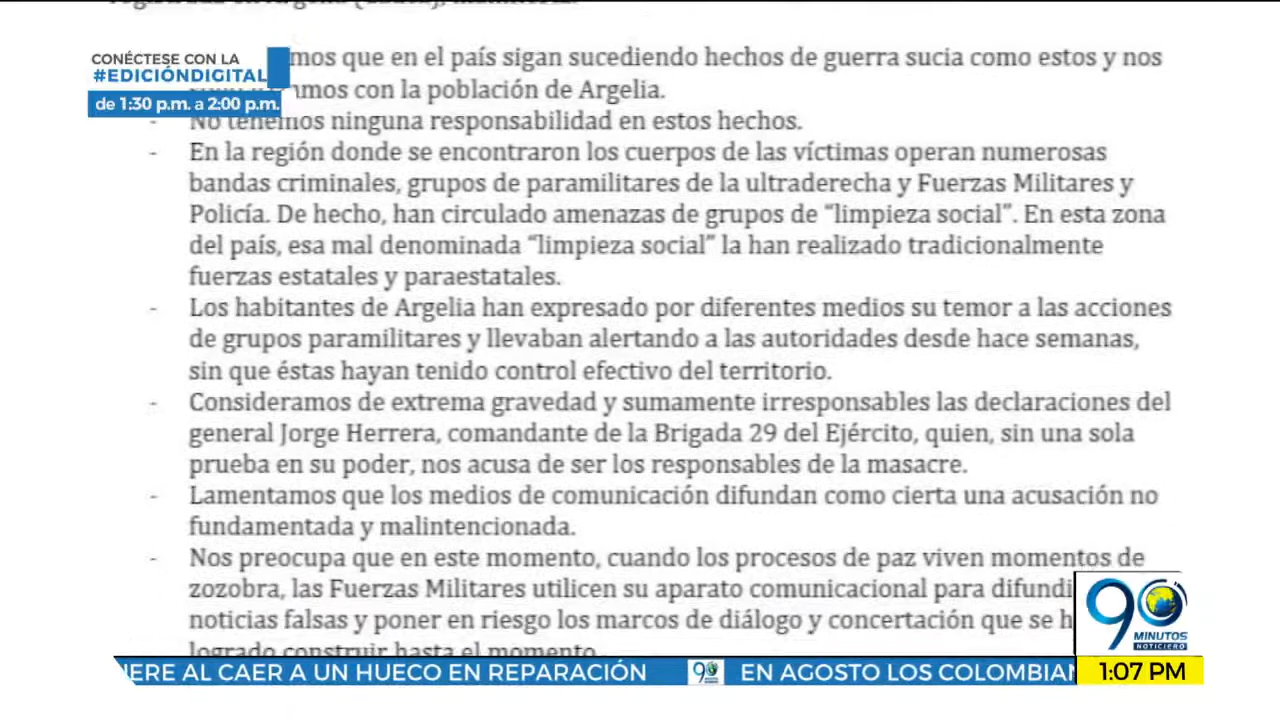 CONÉCTESE CON LA
#EDICIÓNDIGITAL
de 1:30 p.m. a 2:00 p.m.
mos que en el país sigan sucediendo hechos de guerra sucia como estos y nos
amos con la población de Argelia.
- No tenemos ninguna responsabilidad en estos hechos.
- En la región donde se encontraron los cuerpos de las víctimas operan numerosas
bandas criminales, grupos de paramilitares de la ultraderecha y Fuerzas Militares y
Policía. De hecho, han circulado amenazas de grupos de “limpieza social”. En esta zona
del país, esa mal denominada “limpieza social” la han realizado tradicionalmente
fuerzas estatales y paraestatales.
- Los habitantes de Argelia han expresado por diferentes medios su temor a las acciones
de grupos paramilitares y llevaban alertando a las autoridades desde hace semanas,
sin que éstas hayan tenido control efectivo del territorio.
- Consideramos de extrema gravedad y sumamente irresponsables las declaraciones del
general Jorge Herrera, comandante de la Brigada 29 del Ejército, quien, sin una sola
prueba en su poder, nos acusa de ser los responsables de la masacre.
- Lamentamos que los medios de comunicación difundan como cierta una acusación no
fundamentada y malintencionada.
- Nos preocupa que en este momento, cuando los procesos de paz viven momentos de
zozobra, las Fuerzas Militares utilicen su aparato comunicacional para difundi
noticias falsas y poner en riesgo los marcos de diálogo y concertación que se h
logrado construir hasta el momento.
90
MINUTOS
NOTICIERO
IERE AL CAER A UN HUECO EN REPARACIÓN
EN AGOSTO LOS COLOMBIAN
1:07 PM